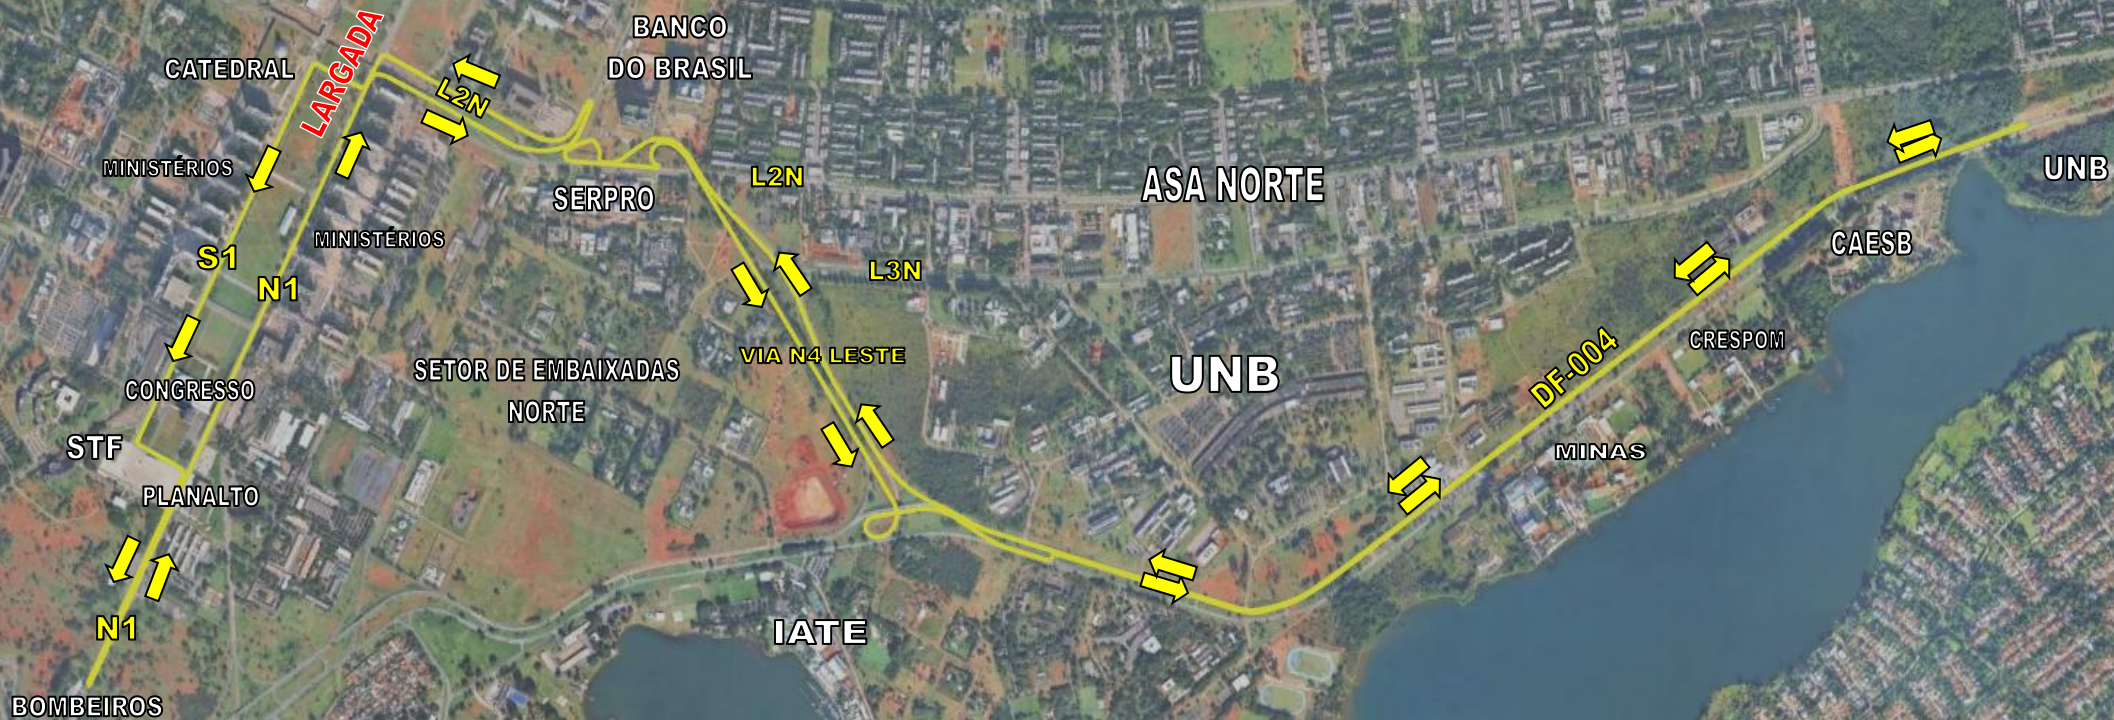 LARGADA
CATEDRAL
BANCO
DO BRASIL
L2N
MINISTÉRIOS
SERPRO
L2N
ASA NORTE
UNB
MINISTÉRIOS
S1
N1
L3N
CAESB
CONGRESSO
SETOR DE EMBAIXADAS
NORTE
VIA N4 LESTE
UNB
DF-004
CRESPOM
STF
PLANALTO
MINAS
N1
IATE
BOMBEIROS